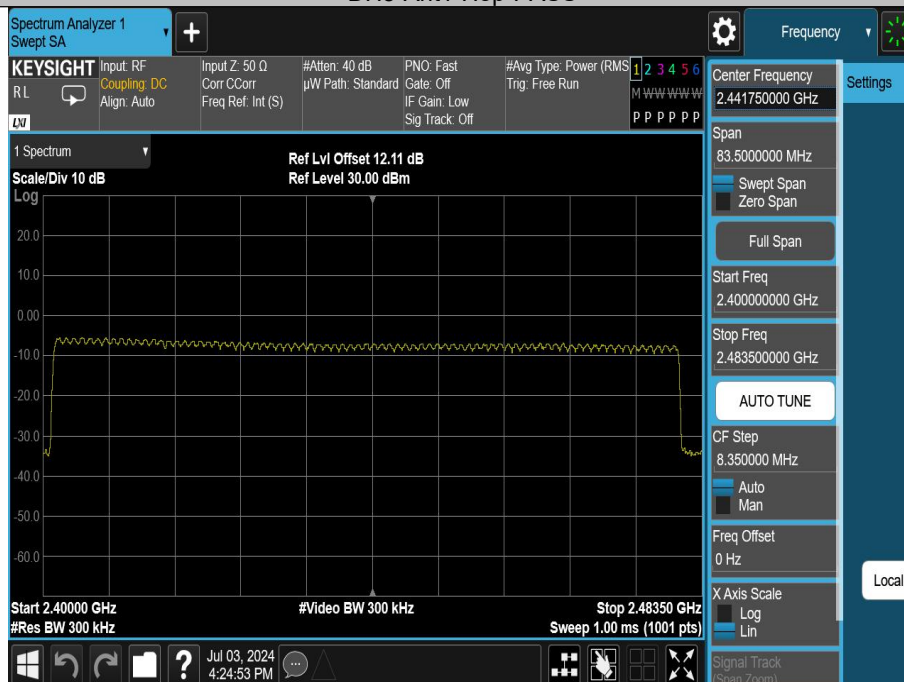 Spectrum Analyzer 1
Swept SA
+
Frequency
KEYSIGHT
RL
LXI
Input: RF
Coupling: DC
Align: Auto
Input Z: 50 Ω
Corr CCorr
Freq Ref: Int (S)
#Atten: 40 dB
µW Path: Standard
PNO: Fast
Gate: Off
IF Gain: Low
Sig Track: Off
#Avg Type: Power (RMS
Trig: Free Run
1 2 3 4 5 6
M W W W W W
P P P P P P
1 Spectrum
Scale/Div 10 dB
Log
Ref Lvl Offset 12.11 dB
Ref Level 30.00 dBm
20.0
10.0
0.00
-10.0
-20.0
-30.0
-40.0
-50.0
-60.0
Start 2.40000 GHz
#Res BW 300 kHz
#Video BW 300 kHz
Stop 2.48350 GHz
Sweep 1.00 ms (1001 pts)
Center Frequency
2.441750000 GHz
Settings
Span
83.5000000 MHz
Swept Span
Zero Span
Full Span
Start Freq
2.400000000 GHz
Stop Freq
2.483500000 GHz
AUTO TUNE
CF Step
8.350000 MHz
Auto
Man
Freq Offset
0 Hz
Local
X Axis Scale
Log
Lin
Signal Track
(Span Zoom)
?
Jul 03, 2024
4:24:53 PM